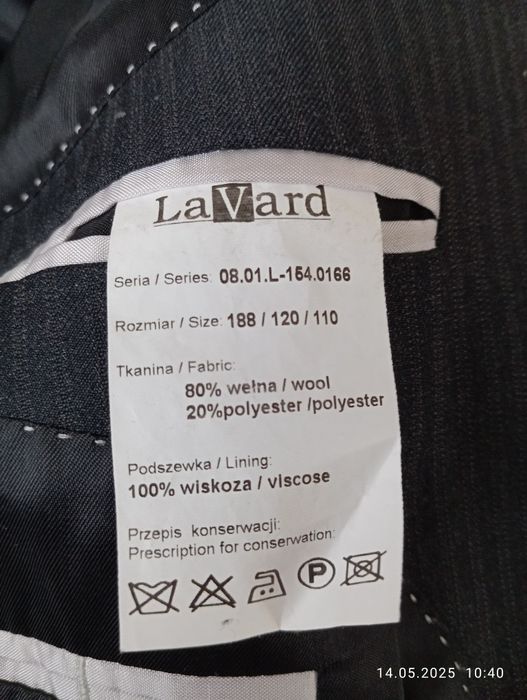 LaVard
Seria / Series: 08.01.L-154.0166
Rozmiar / Size: 188 / 120 / 110
Tkanina / Fabric:
80% wełna / wool
20%polyester /polyester
Podszewka / Lining:
100% wiskoza / viscose
Przepis konserwacji:
Prescription for conserwation:
P
14.05.2025 10:40